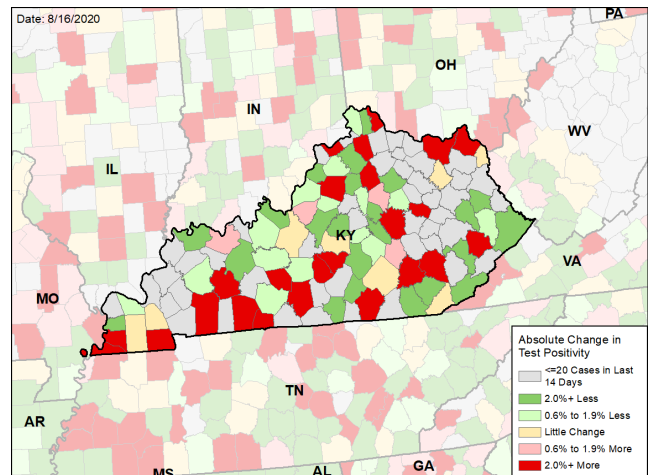 Date: 8/16/2020
PA
OH
IN
WV
IL
KY
MO
VA
TN
AR
MS
AL
GA
Absolute Change in
Test Positivity
<=20 Cases in Last
14 Days
2.0%+ Less
0.6% to 1.9% Less
Little Change
0.6% to 1.9% More
2.0%+ More